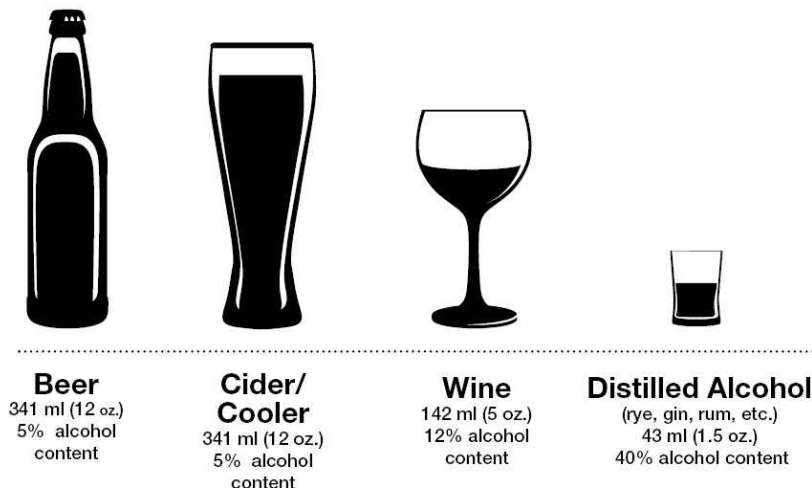 Beer
341 ml (12 oz.)
5% alcohol
content
Cider/
Cooler
341 ml (12 oz.)
5% alcohol
content
Wine
142 ml (5 oz.)
12% alcohol
content
Distilled Alcohol
(rye, gin, rum, etc.)
43 ml (1.5 oz.)
40% alcohol content